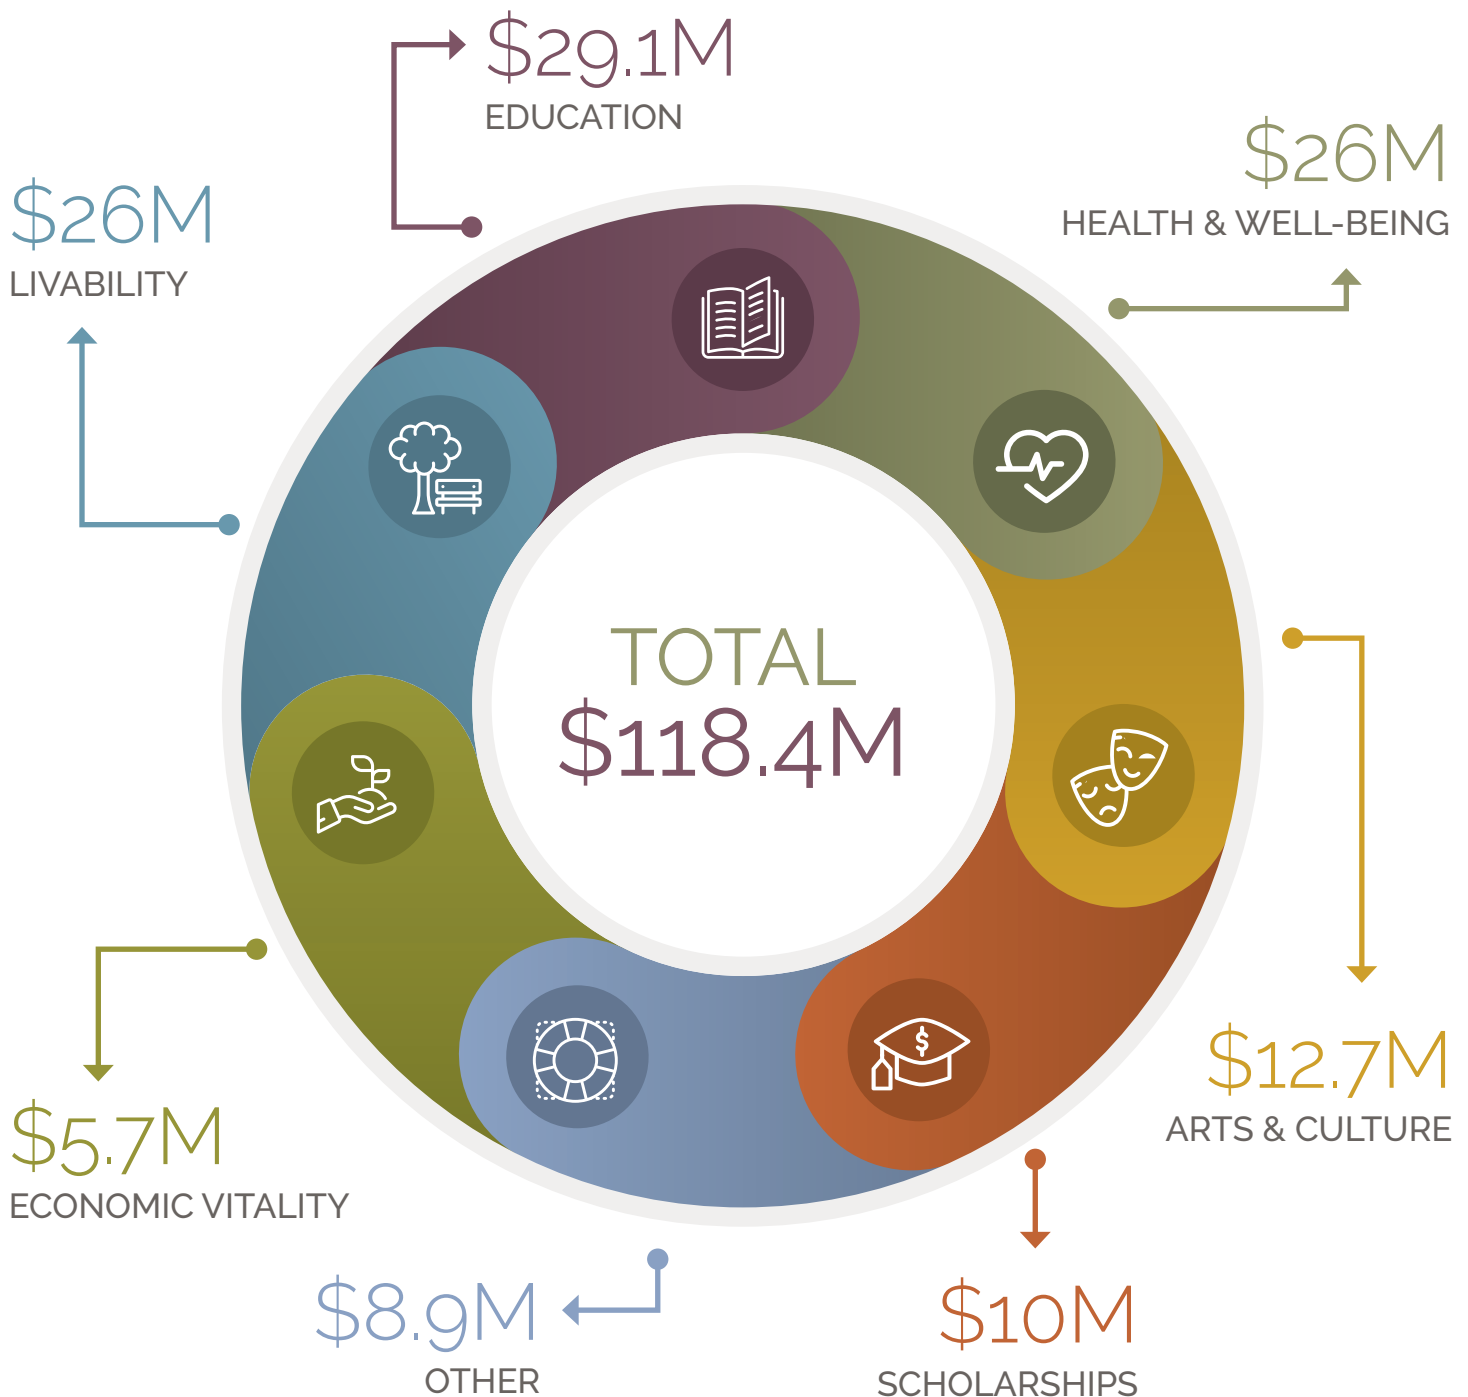 $29.1M
EDUCATION
$26M
HEALTH & WELL-BEING
$26M
LIVABILITY
TOTAL
$118.4M
$12.7M
ARTS & CULTURE
$5.7M
ECONOMIC VITALITY
$8.9M
OTHER
$10M
SCHOLARSHIPS
$